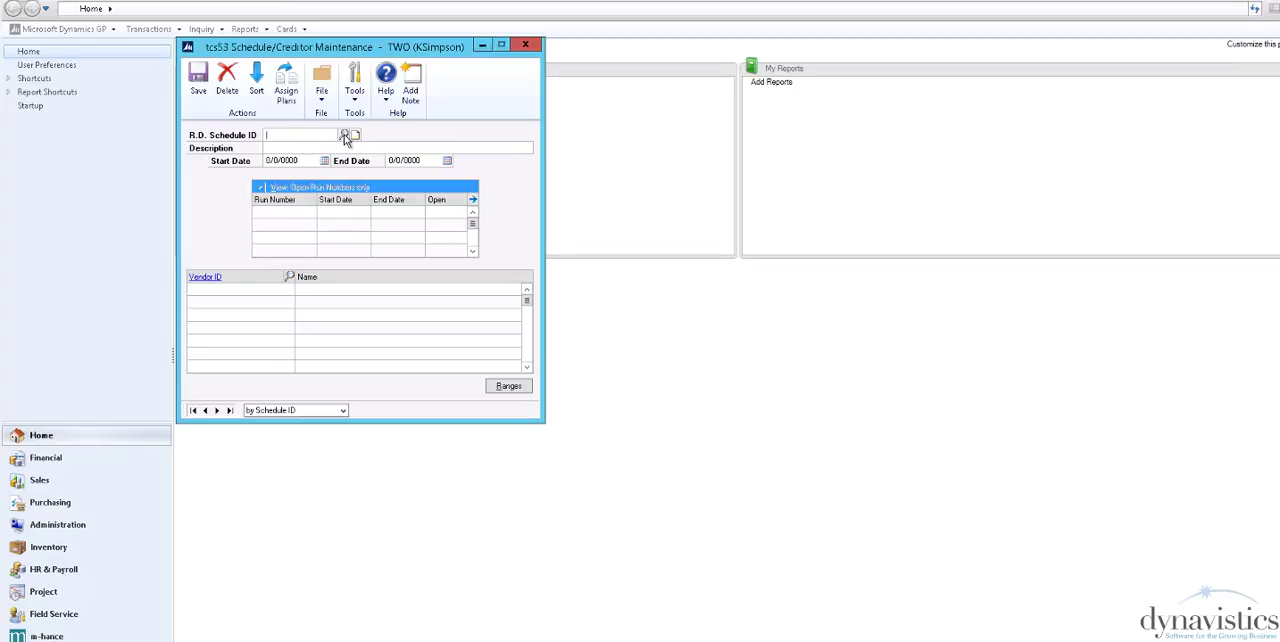 Home
Microsoft Dynamics GP Transactions Inquiry Reports Cards
Customize this p
Home
User Preferences
Shortcuts
Report Shortcuts
Startup
tcs53 Schedule/Creditor Maintenance - TWO (KSimpson)
Save Delete Sort Assign Plans File Tools Help Add Note
Actions File Tools Help
R.D. Schedule ID
Description
Start Date 0/0/0000 End Date 0/0/0000
View: Open Run Numbers only
Run Number Start Date End Date Open
Vendor ID Name
Ranges
by Schedule ID
My Reports
Add Reports
Home
Financial
Sales
Purchasing
Administration
Inventory
HR & Payroll
Project
Field Service
m-hance
dynavistics
Software for the Growing Business